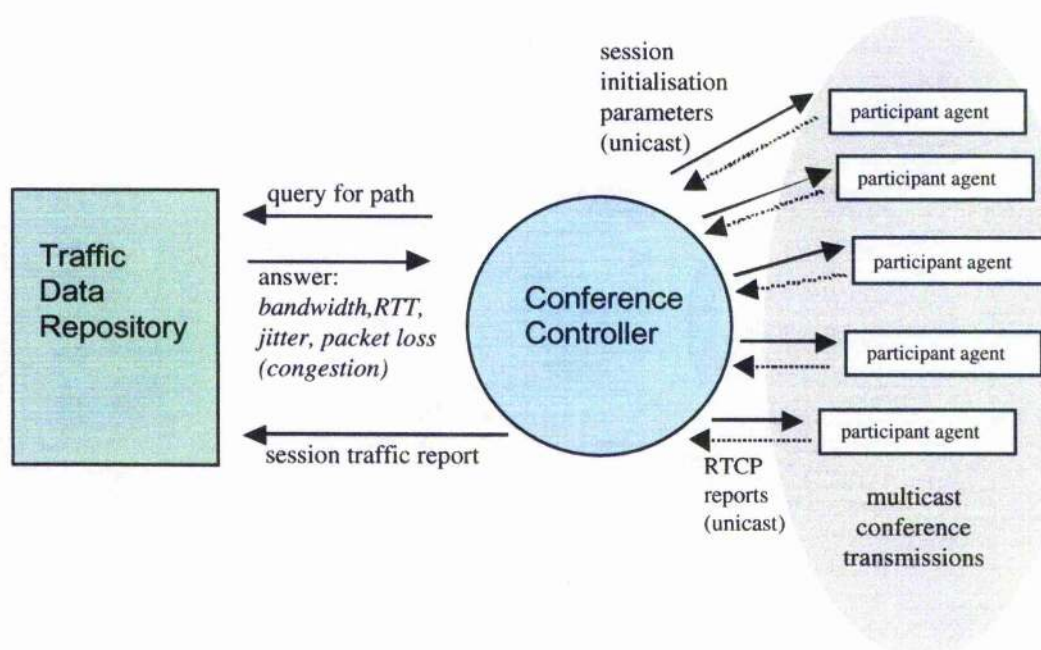 session
initialisation
parameters
(unicast)
participant agent
participant agent
participant agent
participant agent
participant agent
query for path
Traffic
Data
Repository
answer:
bandwidth,RTT,
jitter, packet loss
(congestion)
Conference
Controller
session traffic report
RTCP
reports
(unicast)
multicast
conference
transmissions